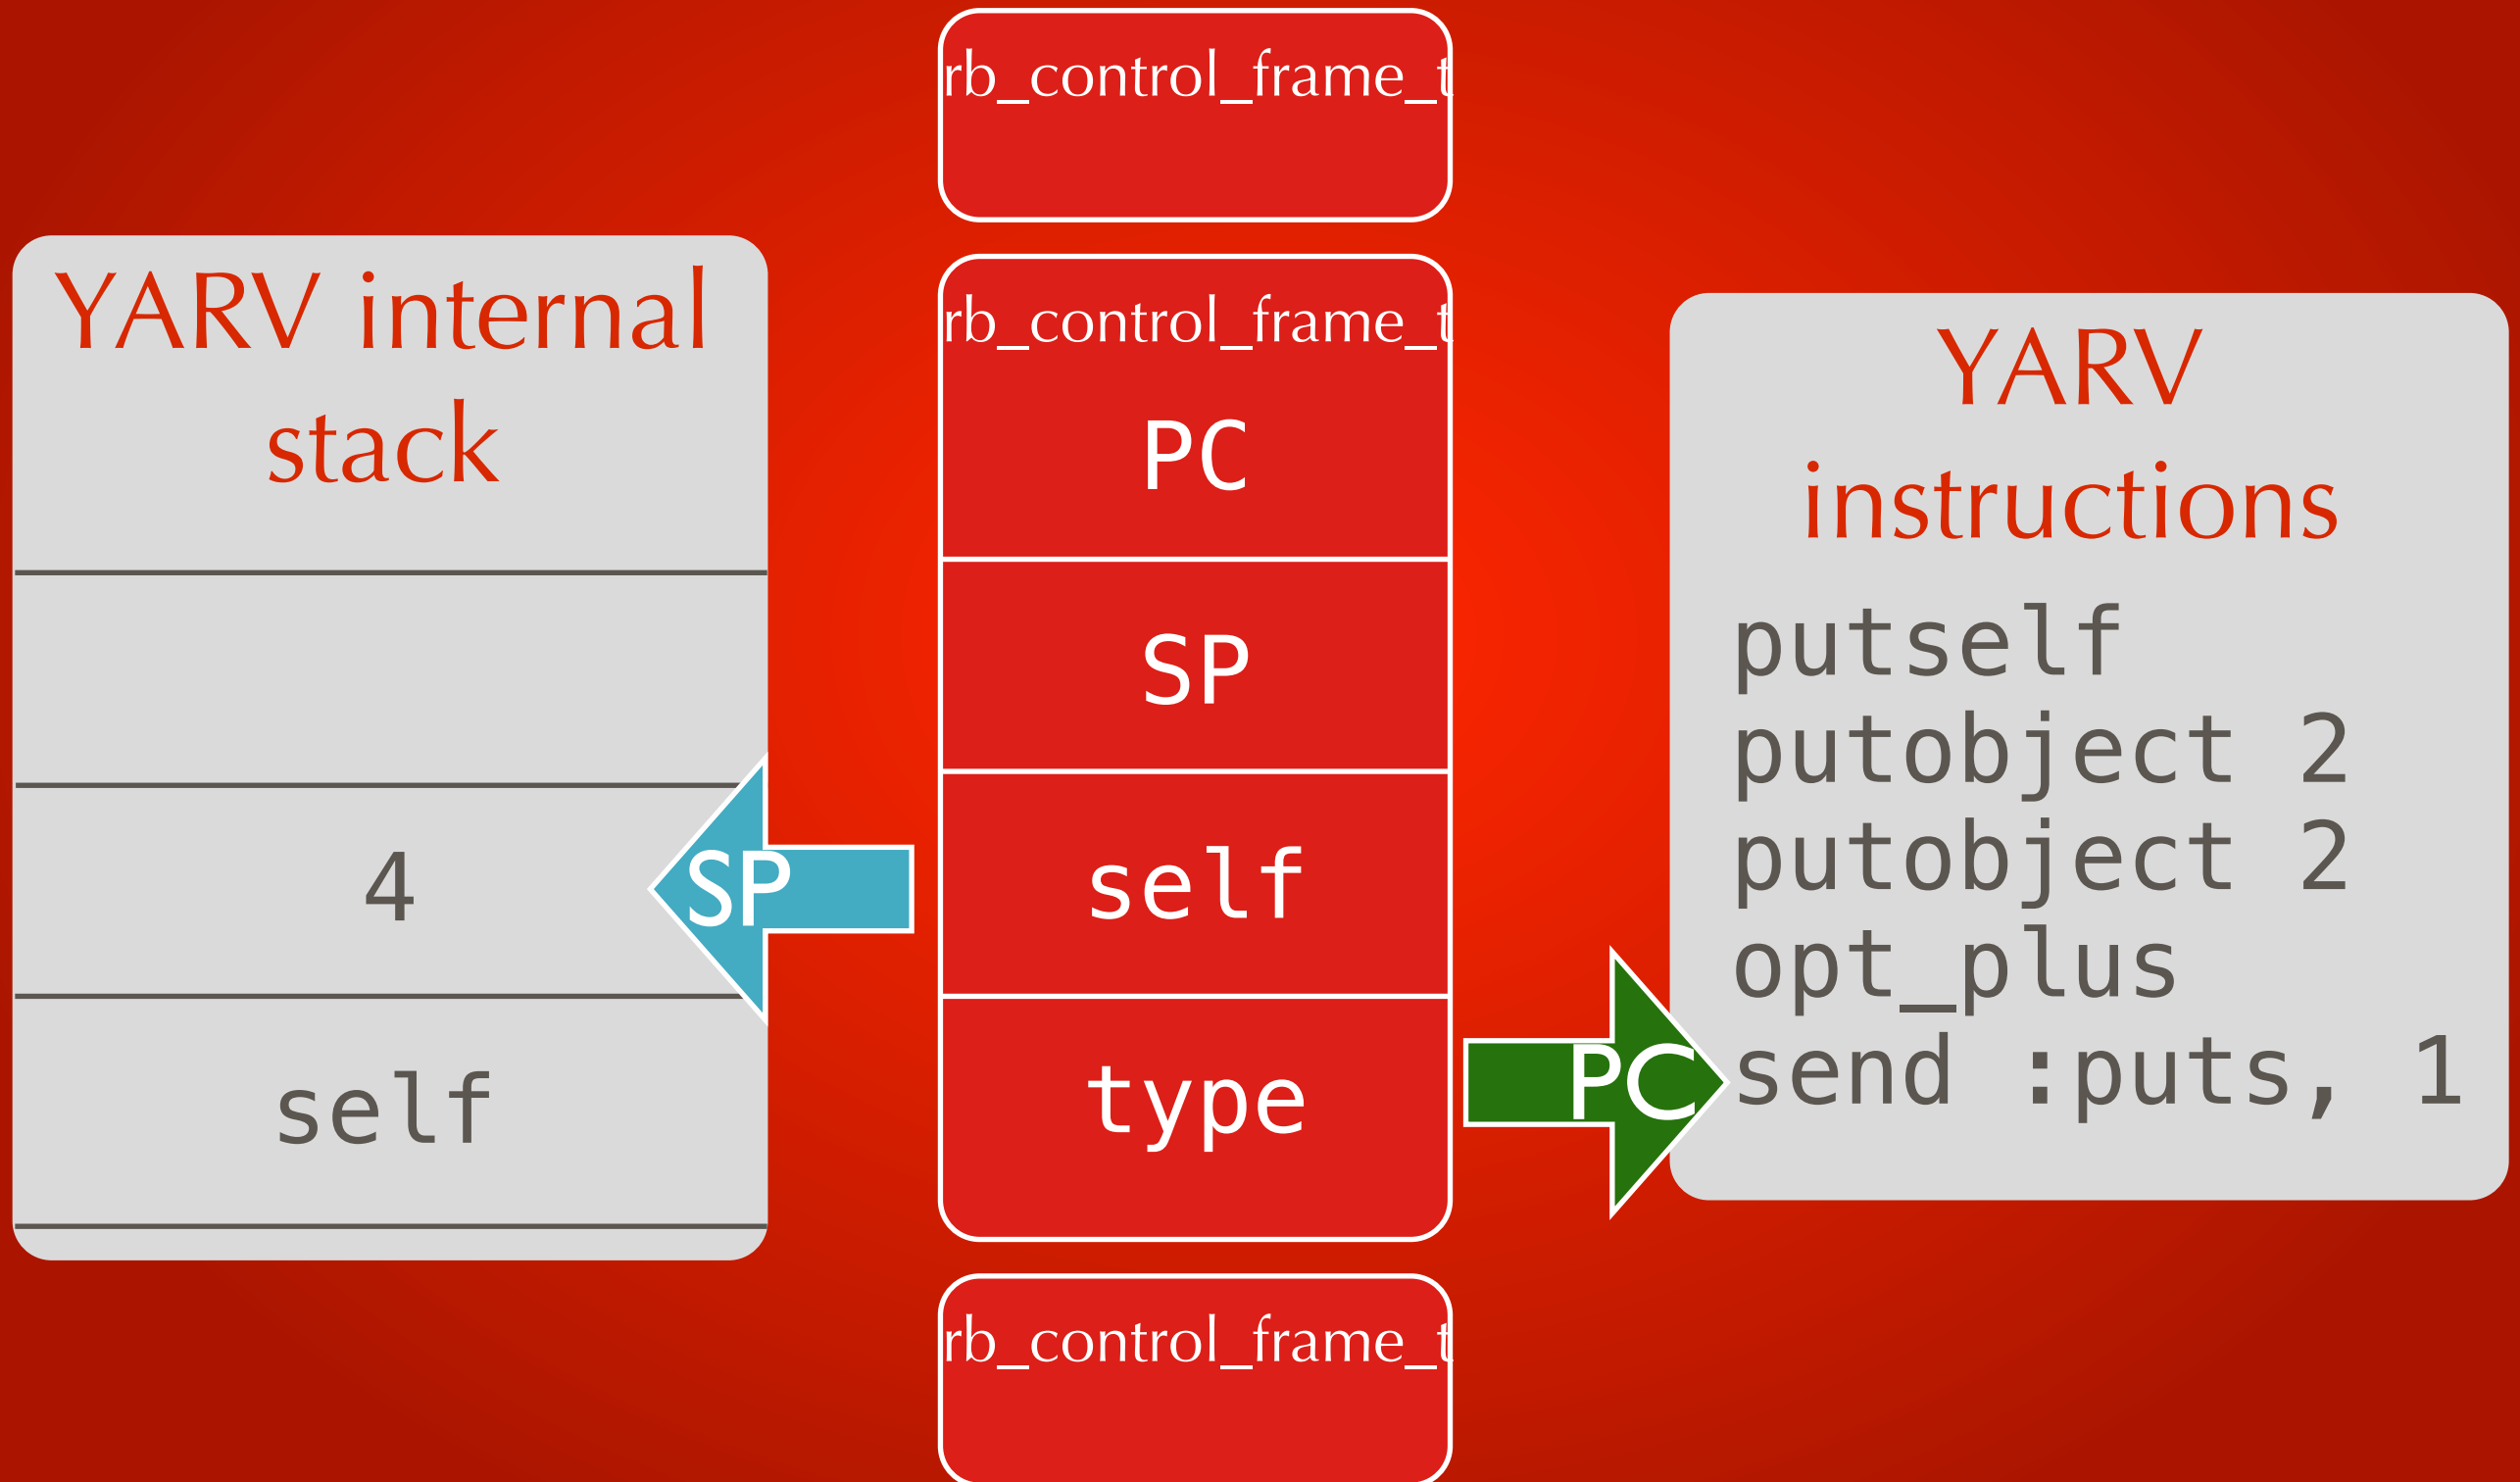 rb_control_frame_t
YARV internal
stack
4
self
SP
rb_control_frame_t
PC
SP
self
type
rb_control_frame_t
PC
YARV
instructions
putself
putobject 2
putobject 2
opt_plus
send :puts, 1